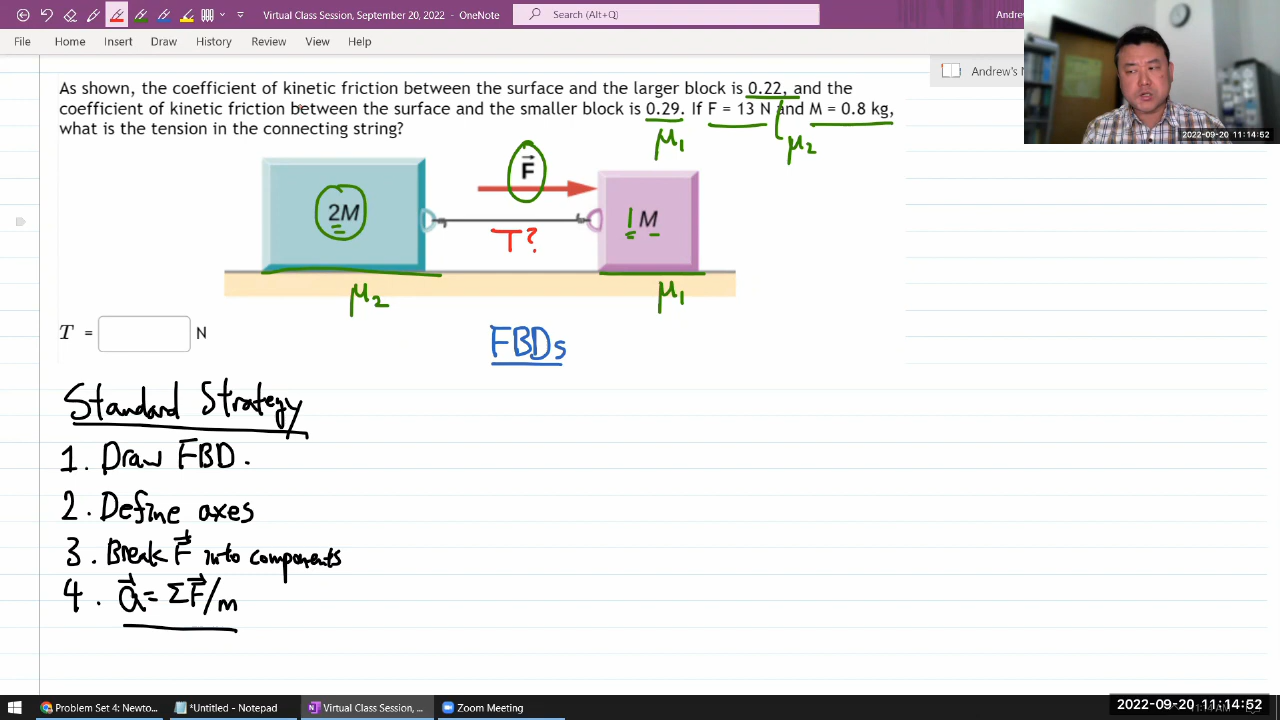 Virtual Class Session, September 20, 2022 - OneNote
Search (Alt+Q)
Andrew
File Home Insert Draw History Review View Help
Andrew's N
2022-09-20 11:14:52
As shown, the coefficient of kinetic friction between the surface and the larger block is 0.22, and the
coefficient of kinetic friction between the surface and the smaller block is 0.29. If F = 13 N and M = 0.8 kg,
what is the tension in the connecting string?
μ1
μ2
F⃗
2M
1 M
T?
μ2
μ1
T = N
FBDs
Standard Strategy
1. Draw FBD.
2. Define axes
3. Break F⃗ into components
4. a⃗ = ΣF⃗/m
Problem Set 4: Newto...
*Untitled - Notepad
Virtual Class Session, ...
Zoom Meeting
2022-09-20 11:14:52